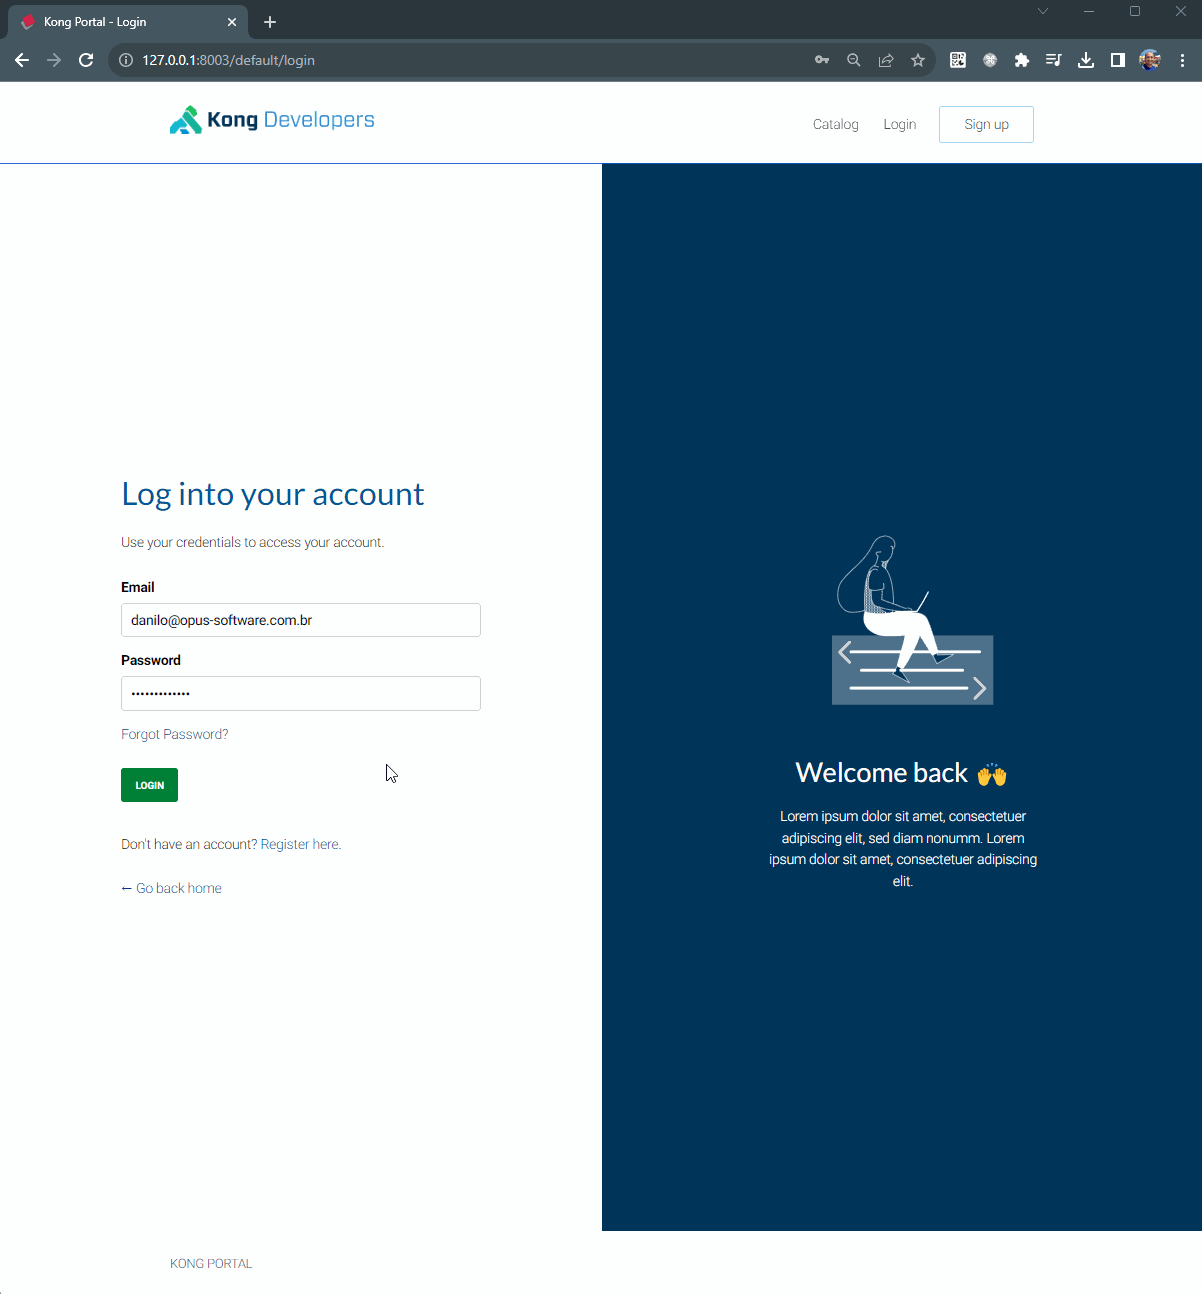 Kong Portal - Login
127.0.0.1:8003/default/login
Kong Developers
Catalog
Login
Sign up
Log into your account
Use your credentials to access your account.
Email
danilo@opus-software.com.br
Password
•••••••••••••
Forgot Password?
LOGIN
Don't have an account? Register here.
← Go back home
Welcome back 🙌
Lorem ipsum dolor sit amet, consectetuer
adipiscing elit, sed diam nonumm. Lorem
ipsum dolor sit amet, consectetuer adipiscing
elit.
KONG PORTAL